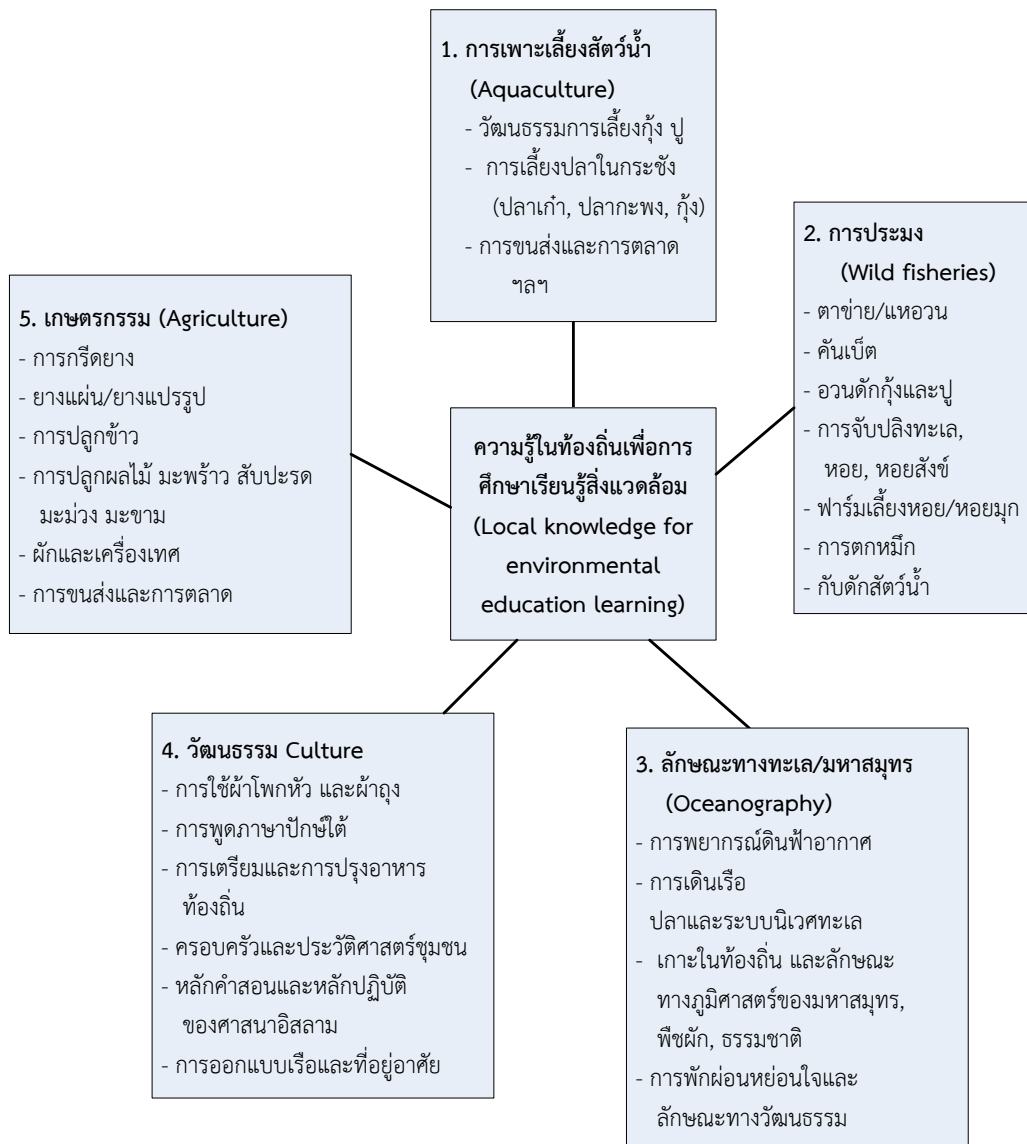 1. การเพาะเลี้ยงสัตว์น้ำ
(Aquaculture)
- วัฒนธรรมการเลี้ยงกุ้ง ปู
- การเลี้ยงปลาในกระชัง
(ปลาเก๋า, ปลากะพง, กุ้ง)
- การขนส่งและการตลาด
ฯลฯ
2. การประมง
(Wild fisheries)
- ตาข่าย/แหอวน
- คันเบ็ต
- อวนดักกุ้งและปู
- การจับปลิงทะเล,
หอย, หอยสังข์
- ฟาร์มเลี้ยงหอย/หอยมุก
- การตกหมึก
- กับดักสัตว์น้ำ
5. เกษตรกรรม (Agriculture)
- การกรีดยาง
- ยางแผ่น/ยางแปรรูป
- การปลูกข้าว
- การปลูกผลไม้ มะพร้าว สับปะรด
มะม่วง มะขาม
- ผักและเครื่องเทศ
- การขนส่งและการตลาด
ความรู้ในท้องถิ่นเพื่อการ
ศึกษาเรียนรู้สิ่งแวดล้อม
(Local knowledge for
environmental
education learning)
4. วัฒนธรรม Culture
- การใช้ผ้าโพกหัว และผ้าถุง
- การพูดภาษาปักษ์ใต้
- การเตรียมและการปรุงอาหาร
ท้องถิ่น
- ครอบครัวและประวัติศาสตร์ชุมชน
- หลักคำสอนและหลักปฏิบัติ
ของศาสนาอิสลาม
- การออกแบบเรือและที่อยู่อาศัย
3. ลักษณะทางทะเล/มหาสมุทร
(Oceanography)
- การพยากรณ์ดินฟ้าอากาศ
- การเดินเรือ
ปลาและระบบนิเวศทะเล
- เกาะในท้องถิ่น และลักษณะ
ทางภูมิศาสตร์ของมหาสมุทร,
พืชผัก, ธรรมชาติ
- การพักผ่อนหย่อนใจและ
ลักษณะทางวัฒนธรรม